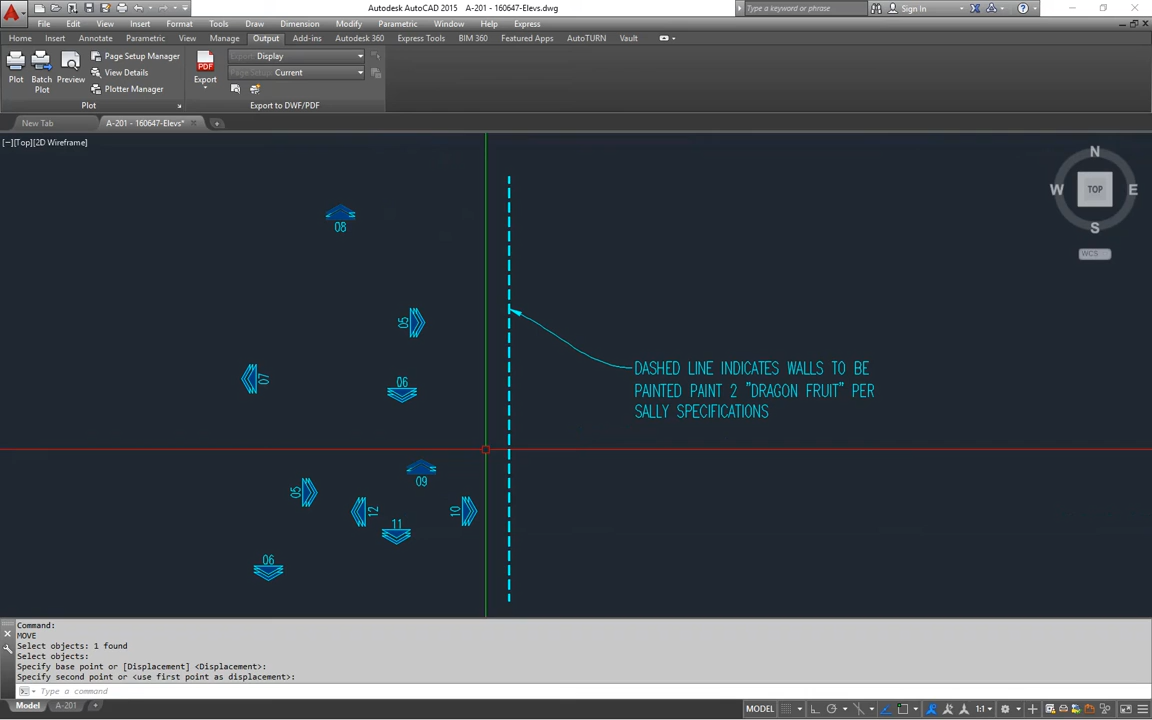 Autodesk AutoCAD 2015 A-201 - 160647-Elevs.dwg
Type a keyword or phrase
Sign In
File Edit View Insert Format Tools Draw Dimension Modify Parametric Window Help Express
Home Insert Annotate Parametric View Manage Output Add-ins Autodesk 360 Express Tools BIM 360 Featured Apps AutoTURN Vault
Plot
Batch
Plot
Preview
Page Setup Manager
View Details
Plotter Manager
Export
Export: Display
Page Setup: Current
Plot
Export to DWF/PDF
New Tab
A-201 - 160647-Elevs*
[−][Top][2D Wireframe]
N
W TOP E
S
WCS
08
05
07
06
DASHED LINE INDICATES WALLS TO BE
PAINTED PAINT 2 "DRAGON FRUIT" PER
SALLY SPECIFICATIONS
09
05
12
10
11
06
Command:
MOVE
Select objects: 1 found
Select objects:
Specify base point or [Displacement] <Displacement>:
Specify second point or <use first point as displacement>:
Type a command
Model A-201
MODEL
1:1